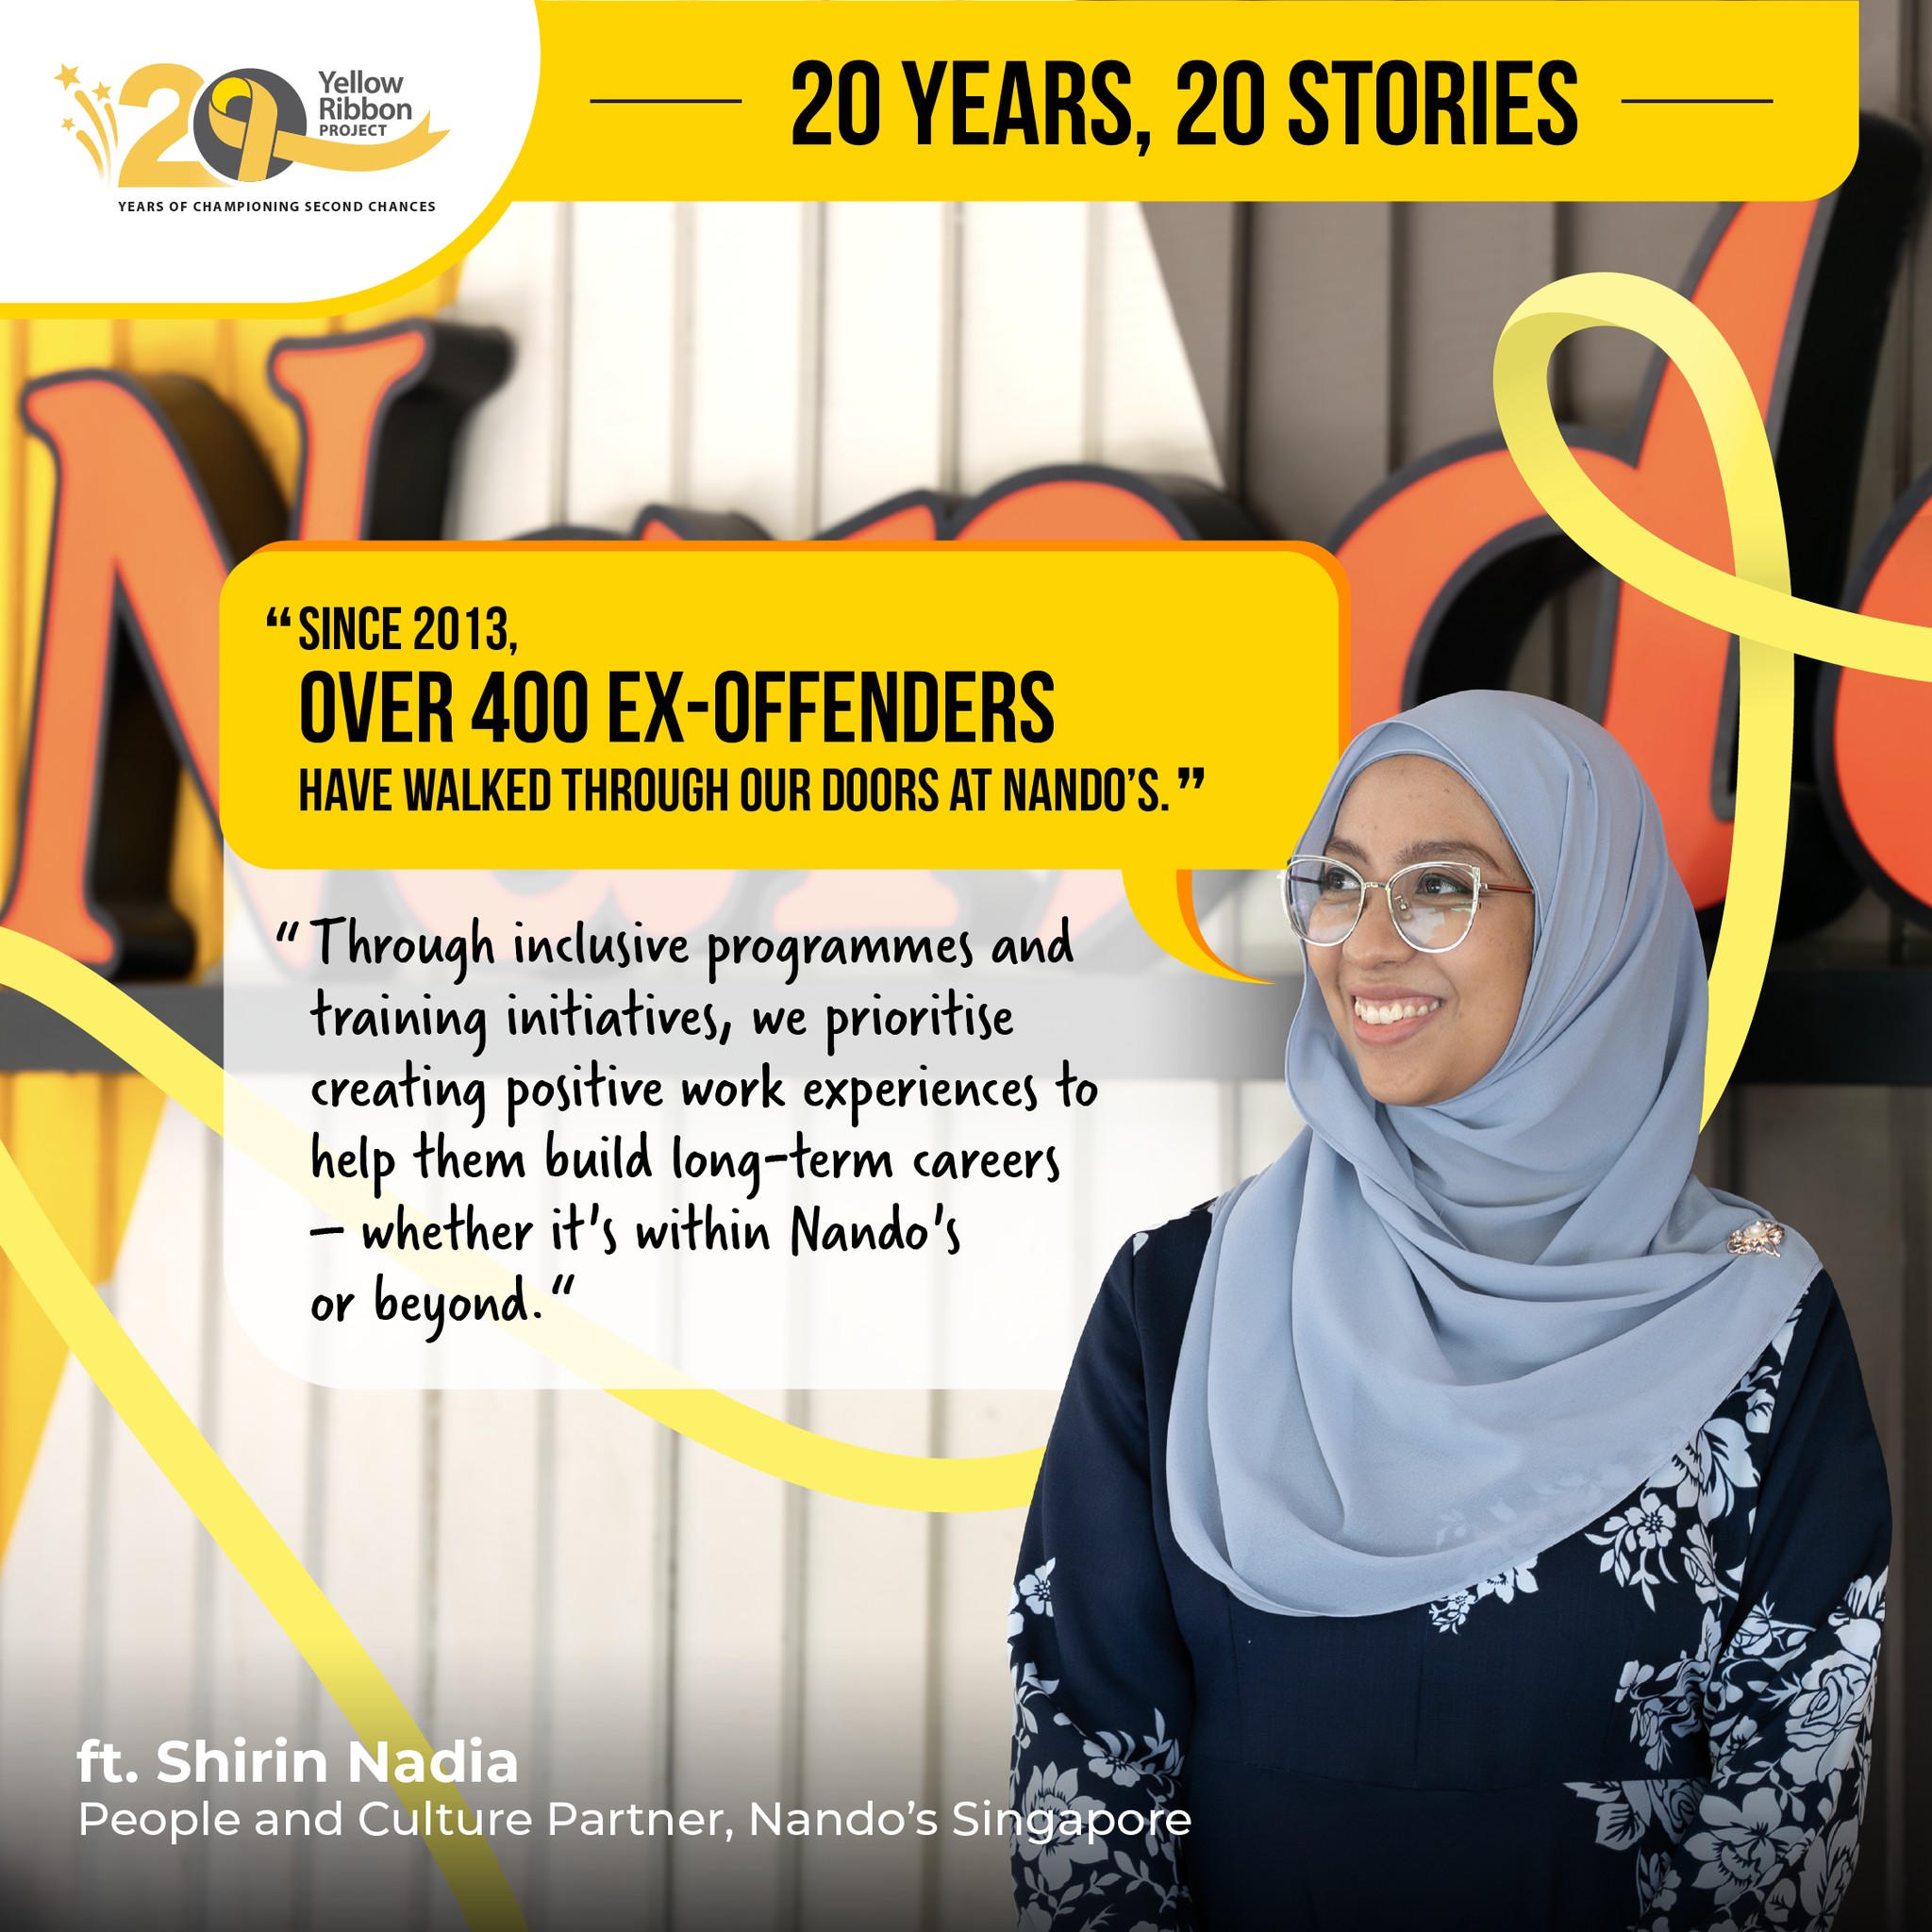 20 Yellow
Ribbon
PROJECT
YEARS OF CHAMPIONING SECOND CHANCES
20 YEARS, 20 STORIES
Nando
“SINCE 2013,
OVER 400 EX-OFFENDERS
HAVE WALKED THROUGH OUR DOORS AT NANDO’S.”
“Through inclusive programmes and
training initiatives, we prioritise
creating positive work experiences to
help them build long-term careers
– whether it's within Nando's
or beyond.“
ft. Shirin Nadia
People and Culture Partner, Nando’s Singapore